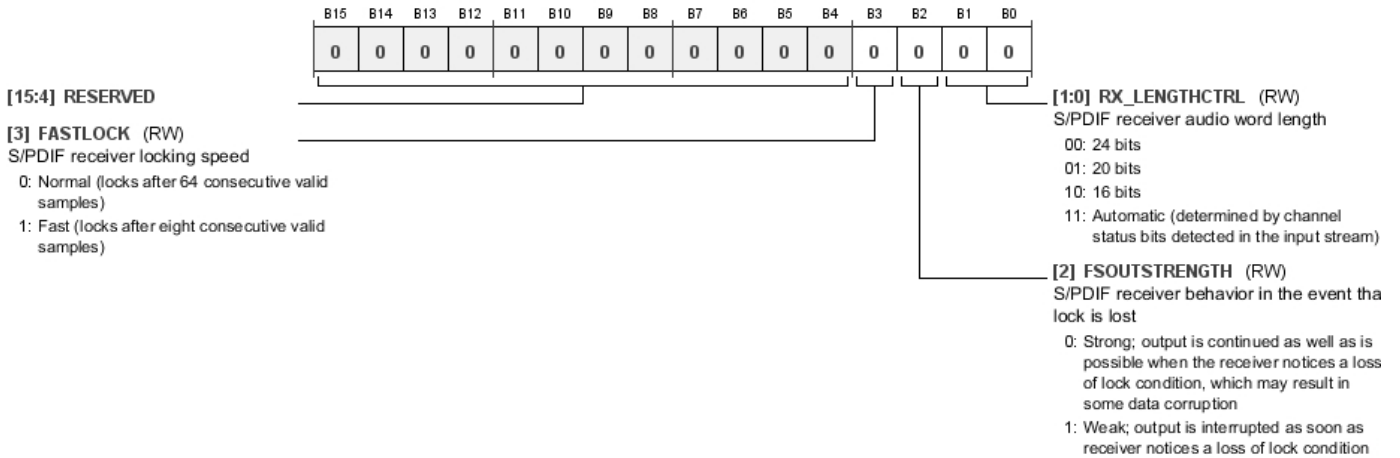 B15 B14 B13 B12 B11 B10 B9 B8 B7 B6 B5 B4 B3 B2 B1 B0
0 0 0 0 0 0 0 0 0 0 0 0 0 0 0 0
[15:4] RESERVED
[3] FASTLOCK (RW)
S/PDIF receiver locking speed
0: Normal (locks after 64 consecutive valid
samples)
1: Fast (locks after eight consecutive valid
samples)
[1:0] RX_LENGTHCTRL (RW)
S/PDIF receiver audio word length
00: 24 bits
01: 20 bits
10: 16 bits
11: Automatic (determined by channel
status bits detected in the input stream)
[2] FSOUTSTRENGTH (RW)
S/PDIF receiver behavior in the event tha
lock is lost
0: Strong; output is continued as well as is
possible when the receiver notices a loss
of lock condition, which may result in
some data corruption
1: Weak; output is interrupted as soon as
receiver notices a loss of lock condition